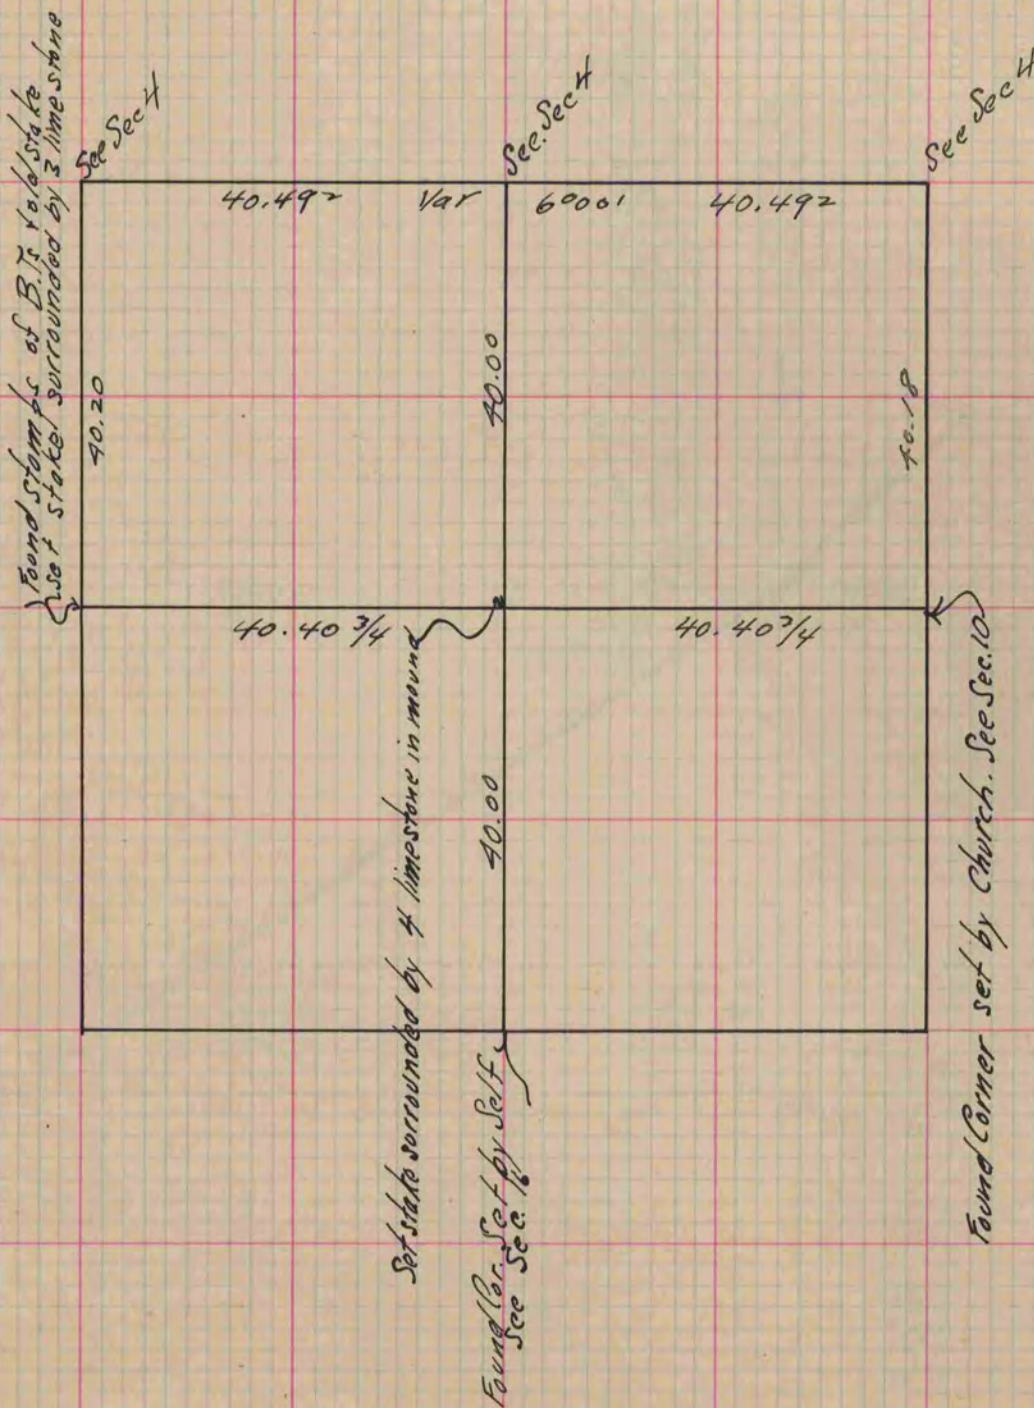 Found stomps of B.Ts & old stake
set stake surrounded by 3 limestone
See Sec 4
See. Sec 4
See Sec 4
40.49²
Var 6°00'
40.49²
40.20
40.00
40.18
40.40 3/4
40.40 3/4
Set stake surrounded by 4 limestone in mound
40.00
Found Cor. Set by Self
See Sec. 16
Found Corner set by Church. See Sec. 10